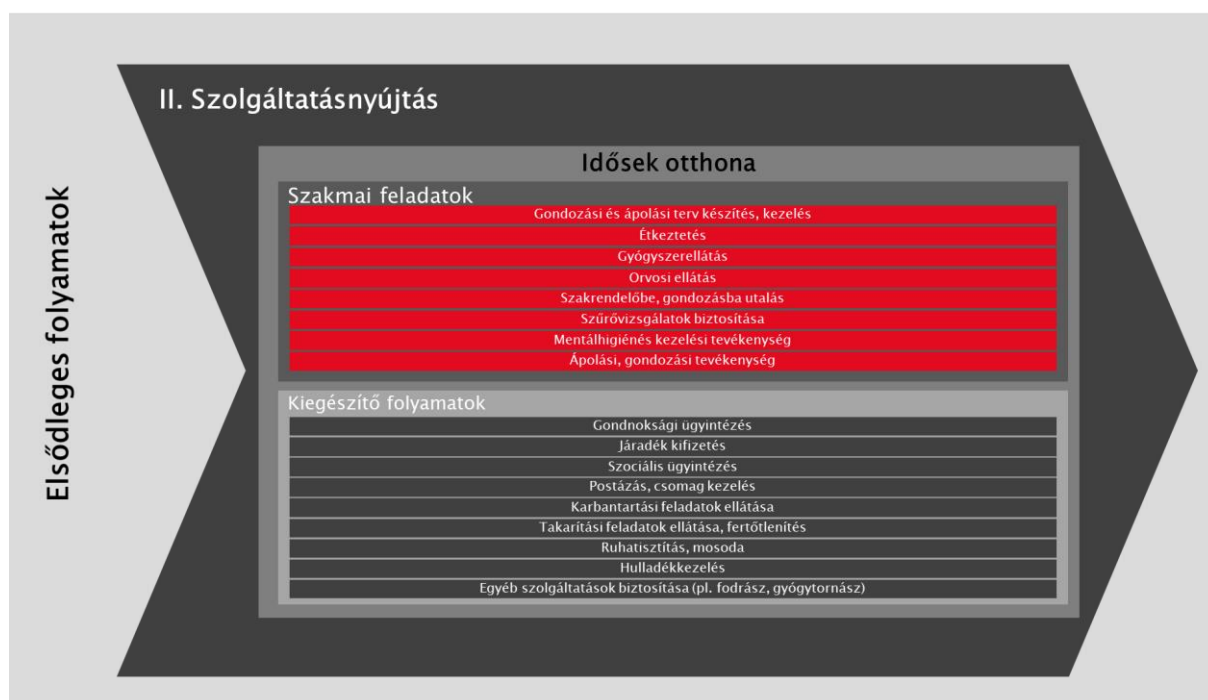 Elsődleges folyamatok
II. Szolgáltatásnyújtás
Idősek otthona
Szakmai feladatok
Gondozási és ápolási terv készítés, kezelés
Étkeztetés
Gyógyszerellátás
Orvosi ellátás
Szakrendelőbe, gondozásba utalás
Szűrővizsgálatok biztosítása
Mentálhigiénés kezelési tevékenység
Ápolási, gondozási tevékenység
Kiegészítő folyamatok
Gondnoksági ügyintézés
Járadék kifizetés
Szociális ügyintézés
Postázás, csomag kezelés
Karbantartási feladatok ellátása
Takarítási feladatok ellátása, fertőtlenítés
Ruhatisztítás, mosoda
Hulladékkezelés
Egyéb szolgáltatások biztosítása (pl. fodrász, gyógytornász)